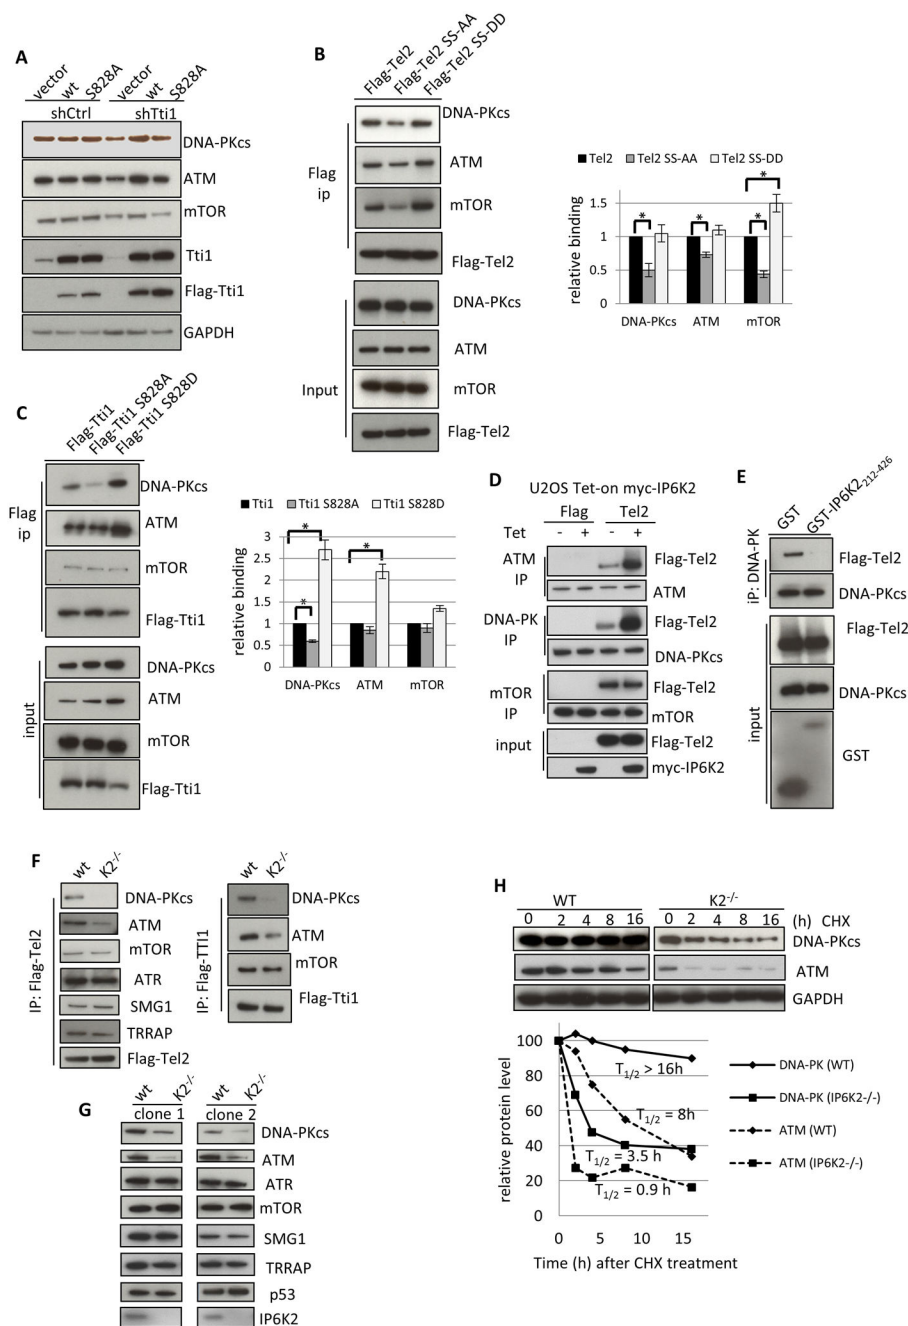 A
vector
wt
S828A
vector
wt
S828A
shCtrl
shTti1
DNA-PKcs
ATM
mTOR
Tti1
Flag-Tti1
GAPDH
B
Flag-Tel2
Flag-Tel2 SS-AA
Flag-Tel2 SS-DD
Flag ip
DNA-PKcs
ATM
mTOR
Flag-Tel2
Input
DNA-PKcs
ATM
mTOR
Flag-Tel2
Tel2 Tel2 SS-AA Tel2 SS-DD
relative binding
1.5
1
0.5
0
* * * *
DNA-PKcs ATM mTOR
C
Flag-Tti1
Flag-Tti1 S828A
Flag-Tti1 S828D
Flag ip
DNA-PKcs
ATM
mTOR
Flag-Tti1
input
DNA-PKcs
ATM
mTOR
Flag-Tti1
Tti1 Tti1 S828A Tti1 S828D
relative binding
3
2.5
2
1.5
1
0.5
0
* * *
DNA-PKcs ATM mTOR
D
U2OS Tet-on myc-IP6K2
Flag Tel2
Tet - + - +
ATM IP
Flag-Tel2
ATM
DNA-PK IP
Flag-Tel2
DNA-PKcs
mTOR IP
Flag-Tel2
mTOR
input
Flag-Tel2
myc-IP6K2
E
GST
GST-IP6K2212-426
iP: DNA-PK
Flag-Tel2
DNA-PKcs
input
Flag-Tel2
DNA-PKcs
GST
F
wt K2-/-
IP: Flag-Tel2
DNA-PKcs
ATM
mTOR
ATR
SMG1
TRRAP
Flag-Tel2
wt K2-/-
IP: Flag-TTI1
DNA-PKcs
ATM
mTOR
Flag-Tti1
G
wt K2-/- wt K2-/-
clone 1 clone 2
DNA-PKcs
ATM
ATR
mTOR
SMG1
TRRAP
p53
IP6K2
H
WT K2-/-
0 2 4 8 16 0 2 4 8 16 (h) CHX
DNA-PKcs
ATM
GAPDH
relative protein level
100
80
60
40
20
0
T1/2 > 16h
T1/2 = 8h
T1/2 = 3.5 h
T1/2 = 0.9 h
0 5 10 15
Time (h) after CHX treatment
DNA-PK (WT)
DNA-PK (IP6K2-/-)
ATM (WT)
ATM (IP6K2-/-)